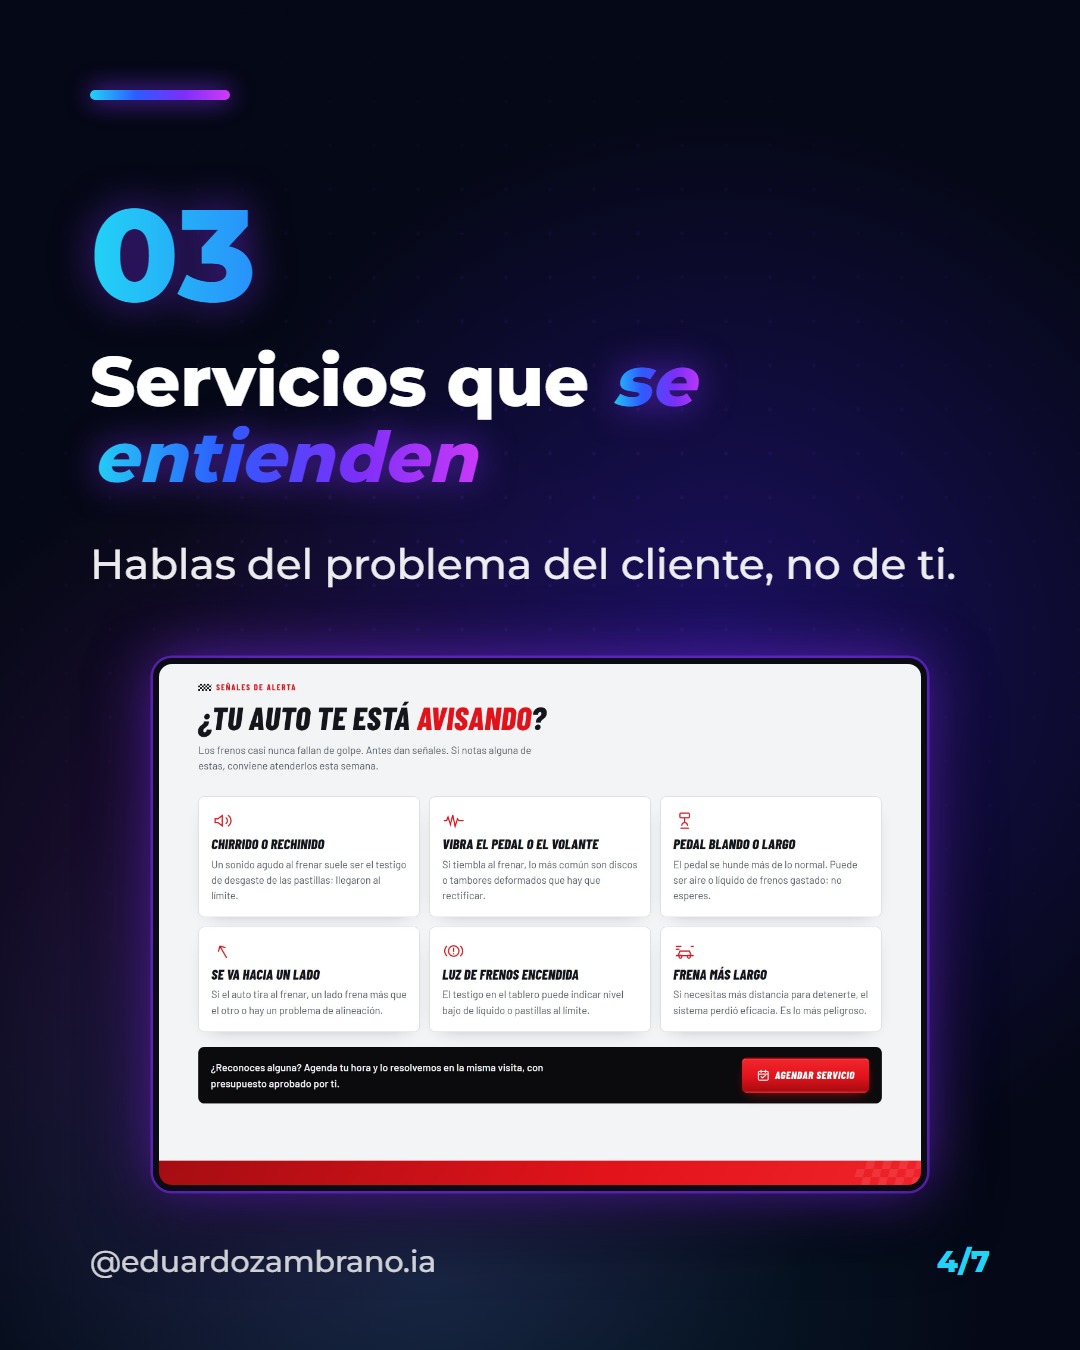 03
Servicios que se
entienden
Hablas del problema del cliente, no de ti.
SEÑALES DE ALERTA
¿TU AUTO TE ESTÁ AVISANDO?
Los frenos casi nunca fallan de golpe. Antes dan señales. Si notas alguna de
estas, conviene atenderlos esta semana.
CHIRRIDO O RECHINIDO
Un sonido agudo al frenar suele ser el testigo
de desgaste de las pastillas: llegaron al
límite.
VIBRA EL PEDAL O EL VOLANTE
Si tiembla al frenar, lo más común son discos
o tambores deformados que hay que
rectificar.
PEDAL BLANDO O LARGO
El pedal se hunde más de lo normal. Puede
ser aire o líquido de frenos gastado: no
esperes.
SE VA HACIA UN LADO
Si el auto tira al frenar, un lado frena más que
el otro o hay un problema de alineación.
LUZ DE FRENOS ENCENDIDA
El testigo en el tablero puede indicar nivel
bajo de líquido o pastillas al límite.
FRENA MÁS LARGO
Si necesitas más distancia para detenerte, el
sistema perdió eficacia. Es lo más peligroso.
¿Reconoces alguna? Agenda tu hora y lo resolvemos en la misma visita, con
presupuesto aprobado por ti.
AGENDAR SERVICIO
@eduardozambrano.ia
4/7